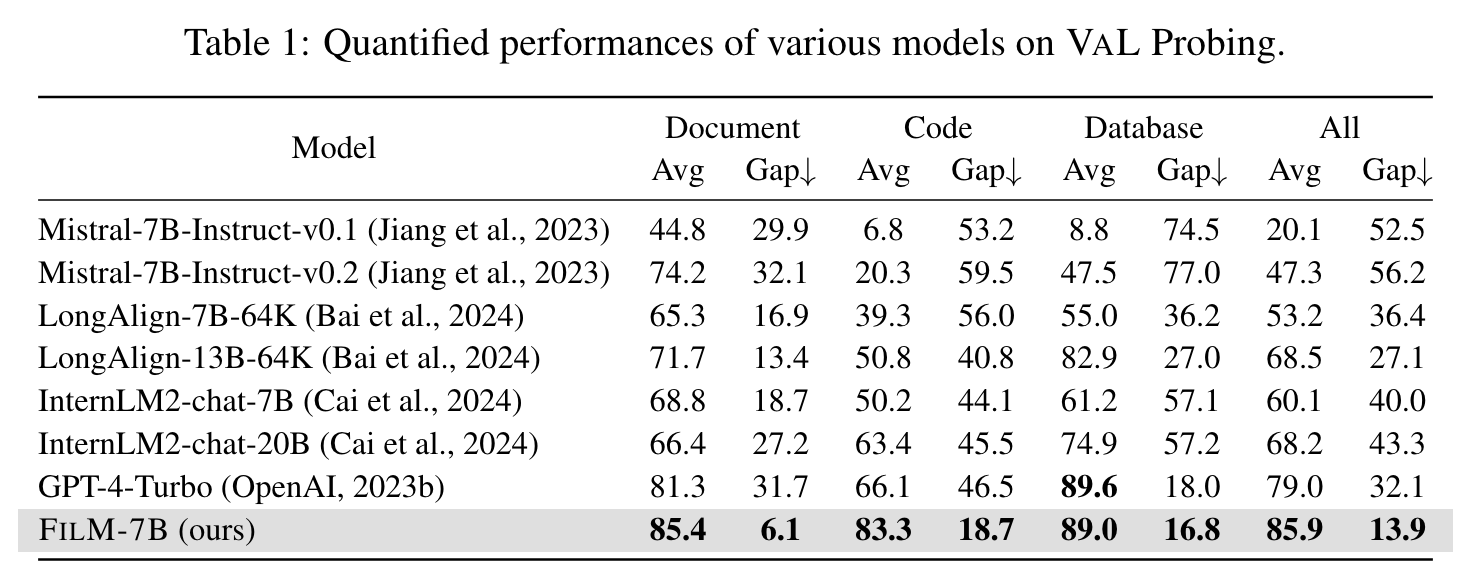 Table 1: Quantified performances of various models on VAL Probing.
Model Document Code Database All
Avg Gap↓ Avg Gap↓ Avg Gap↓ Avg Gap↓
Mistral-7B-Instruct-v0.1 (Jiang et al., 2023) 44.8 29.9 6.8 53.2 8.8 74.5 20.1 52.5
Mistral-7B-Instruct-v0.2 (Jiang et al., 2023) 74.2 32.1 20.3 59.5 47.5 77.0 47.3 56.2
LongAlign-7B-64K (Bai et al., 2024) 65.3 16.9 39.3 56.0 55.0 36.2 53.2 36.4
LongAlign-13B-64K (Bai et al., 2024) 71.7 13.4 50.8 40.8 82.9 27.0 68.5 27.1
InternLM2-chat-7B (Cai et al., 2024) 68.8 18.7 50.2 44.1 61.2 57.1 60.1 40.0
InternLM2-chat-20B (Cai et al., 2024) 66.4 27.2 63.4 45.5 74.9 57.2 68.2 43.3
GPT-4-Turbo (OpenAI, 2023b) 81.3 31.7 66.1 46.5 89.6 18.0 79.0 32.1
FILM-7B (ours) 85.4 6.1 83.3 18.7 89.0 16.8 85.9 13.9